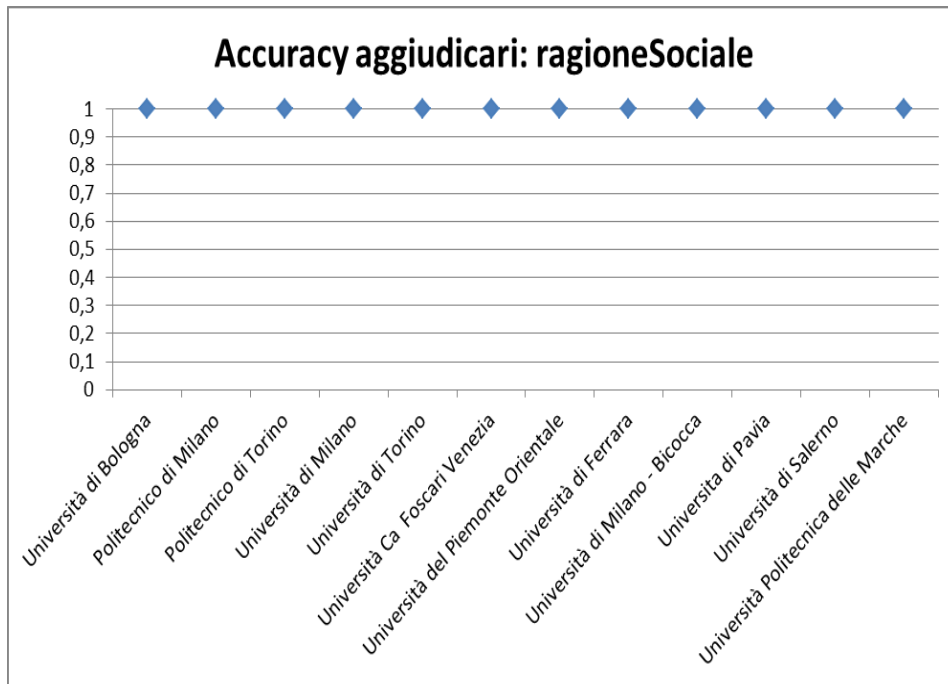 Accuracy aggiudicari: ragioneSociale
1
0,9
0,8
0,7
0,6
0,5
0,4
0,3
0,2
0,1
0
Università di Bologna
Politecnico di Milano
Politecnico di Torino
Università di Milano
Università di Torino
Università Ca  Foscari Venezia
Università del Piemonte Orientale
Università di Ferrara
Università di Milano - Bicocca
Universita di Pavia
Università di Salerno
Università Politecnica delle Marche